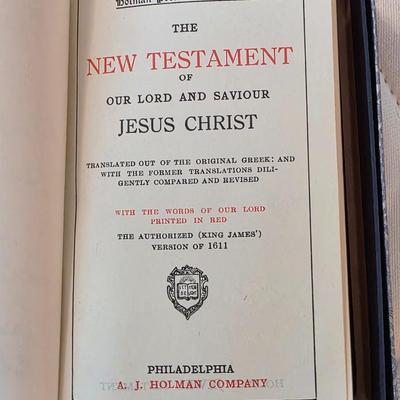 Holman
THE
NEW TESTAMENT
OF
OUR LORD AND SAVIOUR
JESUS CHRIST
TRANSLATED OUT OF THE ORIGINAL GREEK: AND
WITH THE FORMER TRANSLATIONS DILI-
GENTLY COMPARED AND REVISED
WITH THE WORDS OF OUR LORD
PRINTED IN RED
THE AUTHORIZED (KING JAMES')
VERSION OF 1611
PHILADELPHIA
A. J. HOLMAN COMPANY